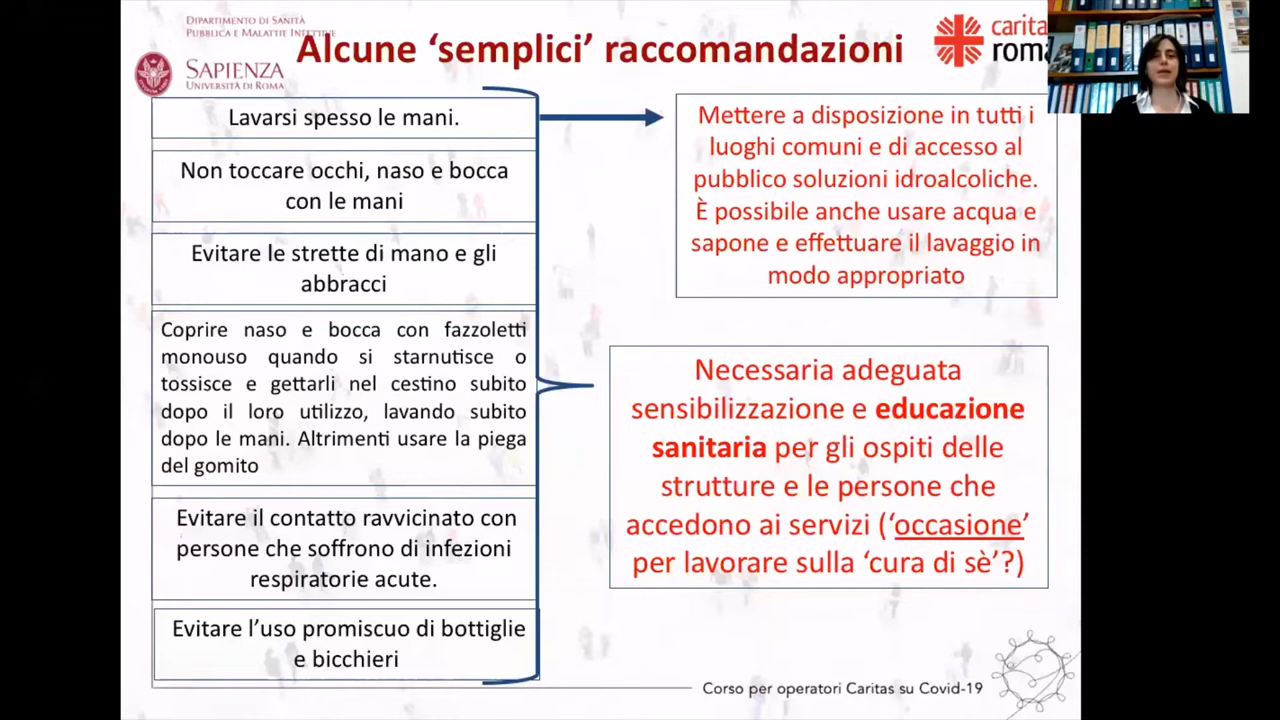 DIPARTIMENTO DI SANITÀ
PUBBLICA E MALATTIE INFETTIVE
SAPIENZA
UNIVERSITÀ DI ROMA
Alcune ‘semplici’ raccomandazioni
Lavarsi spesso le mani.
Non toccare occhi, naso e bocca
con le mani
Evitare le strette di mano e gli
abbracci
Coprire naso e bocca con fazzoletti
monouso quando si starnutisce o
tossisce e gettarli nel cestino subito
dopo il loro utilizzo, lavando subito
dopo le mani. Altrimenti usare la piega
del gomito
Evitare il contatto ravvicinato con
persone che soffrono di infezioni
respiratorie acute.
Evitare l’uso promiscuo di bottiglie
e bicchieri
Mettere a disposizione in tutti i
luoghi comuni e di accesso al
pubblico soluzioni idroalcoliche.
È possibile anche usare acqua e
sapone e effettuare il lavaggio in
modo appropriato
Necessaria adeguata
sensibilizzazione e educazione
sanitaria per gli ospiti delle
strutture e le persone che
accedono ai servizi (‘occasione’
per lavorare sulla ‘cura di sè’?)
Corso per operatori Caritas su Covid-19